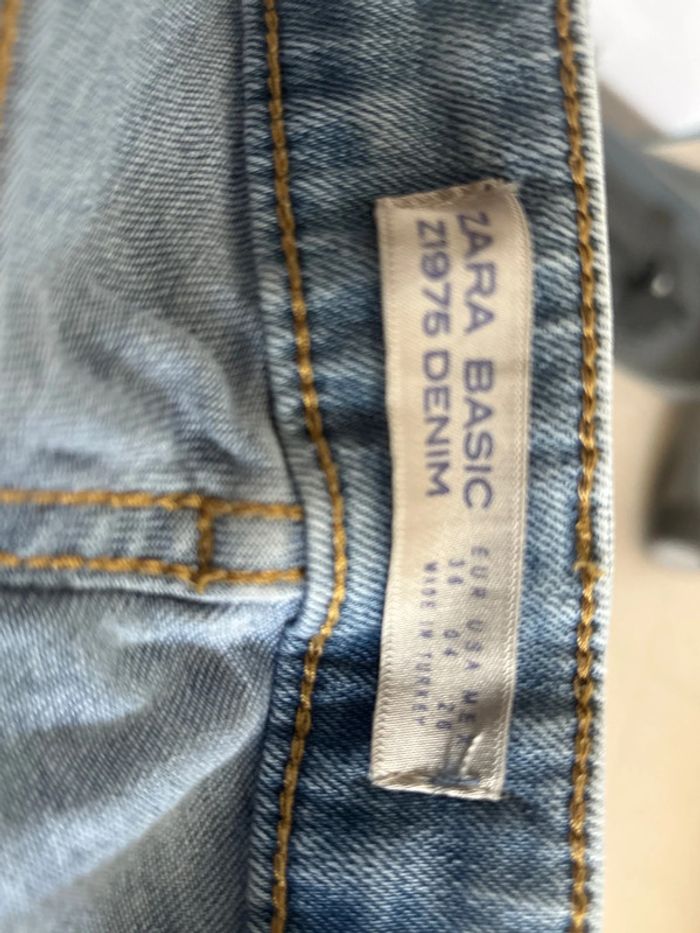 ZARA BASIC
Z1975 DENIM
EUR USA MEX
36 04 26
MADE IN TURKEY